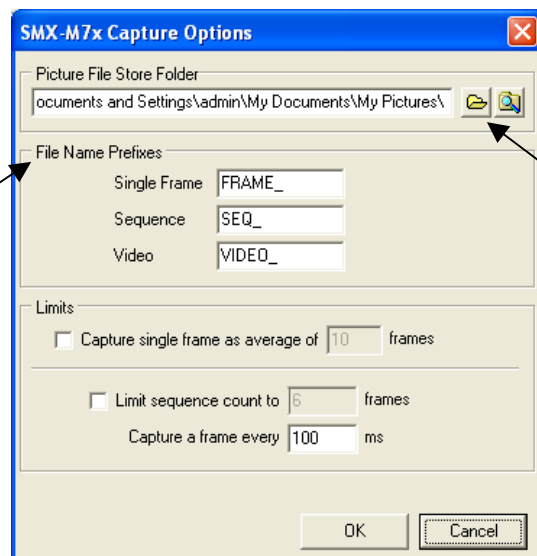 SMX-M7x Capture Options
Picture File Store Folder
ocuments and Settings\admin\My Documents\My Pictures\
File Name Prefixes
Single Frame FRAME_
Sequence SEQ_
Video VIDEO_
Limits
Capture single frame as average of 10 frames
Limit sequence count to 6 frames
Capture a frame every 100 ms
OK Cancel